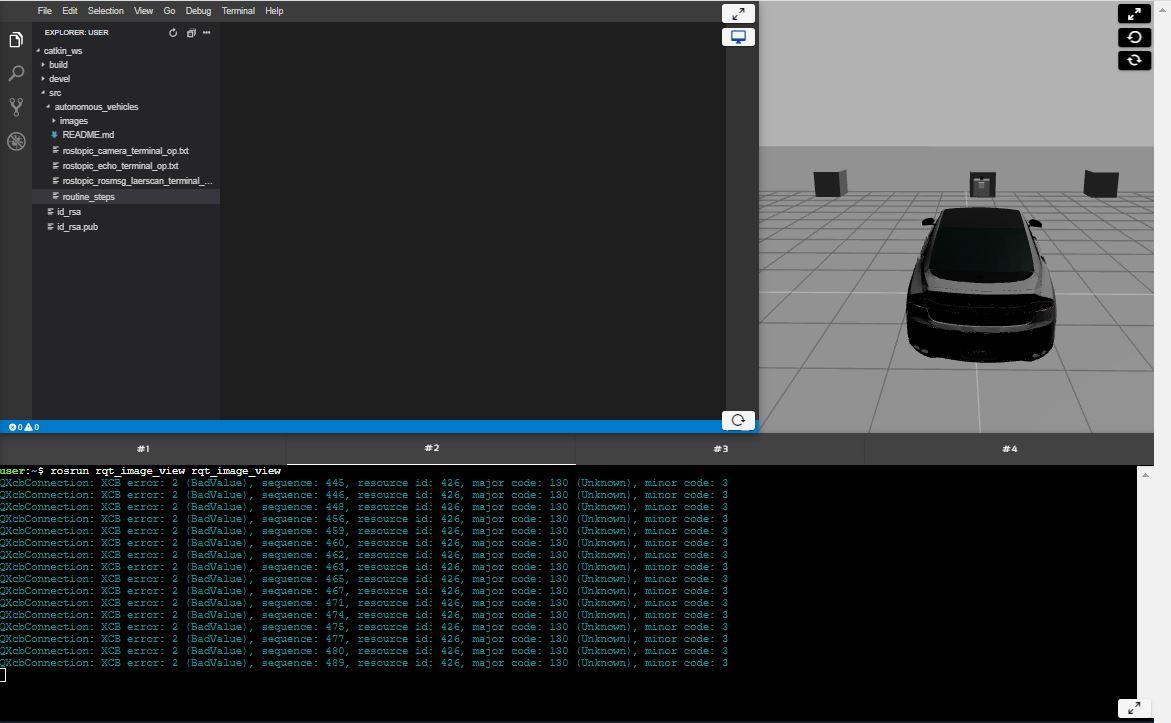 File Edit Selection View Go Debug Terminal Help
EXPLORER: USER
catkin_ws
build
devel
src
autonomous_vehicles
images
README.md
rostopic_camera_terminal_op.txt
rostopic_echo_terminal_op.txt
rostopic_rosmsg_laerscan_terminal_...
routine_steps
id_rsa
id_rsa.pub
0 0
#1 #2 #3 #4
user:~$ rosrun rqt_image_view rqt_image_view
QXcbConnection: XCB error: 2 (BadValue), sequence: 445, resource id: 426, major code: 130 (Unknown), minor code: 3
QXcbConnection: XCB error: 2 (BadValue), sequence: 446, resource id: 426, major code: 130 (Unknown), minor code: 3
QXcbConnection: XCB error: 2 (BadValue), sequence: 448, resource id: 426, major code: 130 (Unknown), minor code: 3
QXcbConnection: XCB error: 2 (BadValue), sequence: 456, resource id: 426, major code: 130 (Unknown), minor code: 3
QXcbConnection: XCB error: 2 (BadValue), sequence: 459, resource id: 426, major code: 130 (Unknown), minor code: 3
QXcbConnection: XCB error: 2 (BadValue), sequence: 460, resource id: 426, major code: 130 (Unknown), minor code: 3
QXcbConnection: XCB error: 2 (BadValue), sequence: 462, resource id: 426, major code: 130 (Unknown), minor code: 3
QXcbConnection: XCB error: 2 (BadValue), sequence: 463, resource id: 426, major code: 130 (Unknown), minor code: 3
QXcbConnection: XCB error: 2 (BadValue), sequence: 465, resource id: 426, major code: 130 (Unknown), minor code: 3
QXcbConnection: XCB error: 2 (BadValue), sequence: 467, resource id: 426, major code: 130 (Unknown), minor code: 3
QXcbConnection: XCB error: 2 (BadValue), sequence: 471, resource id: 426, major code: 130 (Unknown), minor code: 3
QXcbConnection: XCB error: 2 (BadValue), sequence: 474, resource id: 426, major code: 130 (Unknown), minor code: 3
QXcbConnection: XCB error: 2 (BadValue), sequence: 475, resource id: 426, major code: 130 (Unknown), minor code: 3
QXcbConnection: XCB error: 2 (BadValue), sequence: 477, resource id: 426, major code: 130 (Unknown), minor code: 3
QXcbConnection: XCB error: 2 (BadValue), sequence: 480, resource id: 426, major code: 130 (Unknown), minor code: 3
QXcbConnection: XCB error: 2 (BadValue), sequence: 489, resource id: 426, major code: 130 (Unknown), minor code: 3